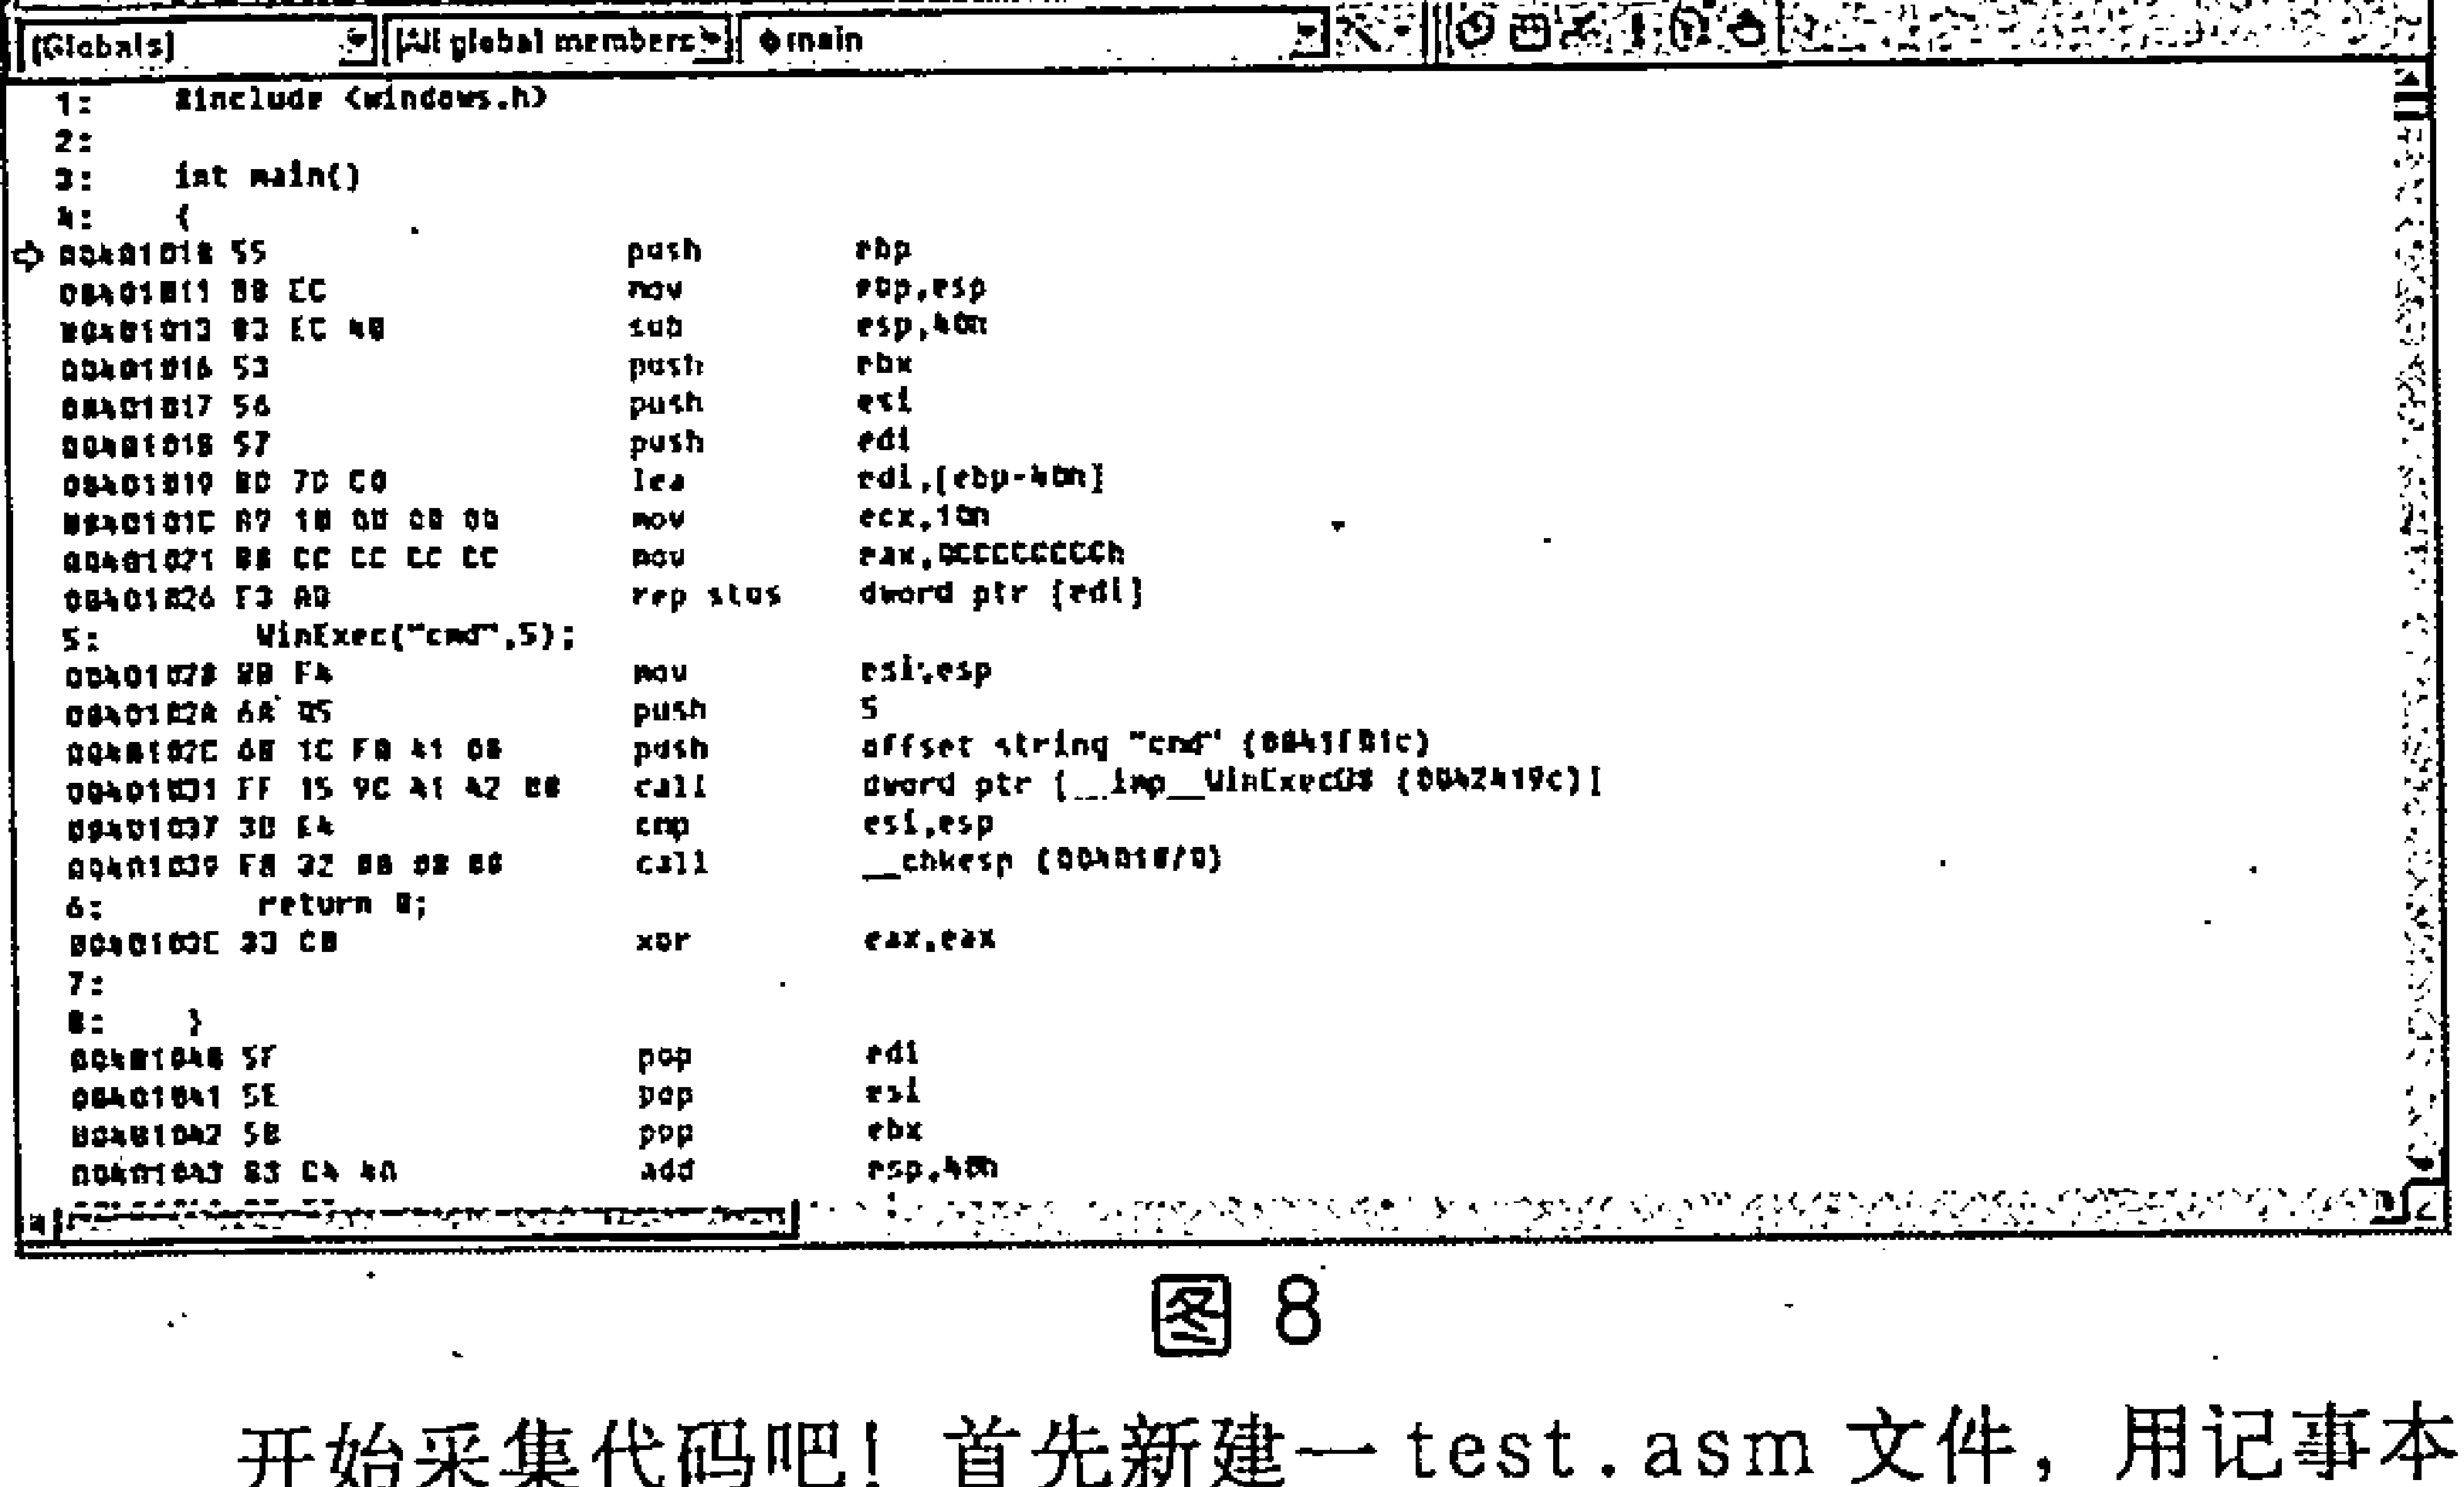 [Globals] [All global members main
1: #include <windows.h>
2:
3: int main()
4: {
00401010 55 push ebp
00401011 8B EC mov ebp,esp
00401013 83 EC 40 sub esp,40h
00401016 53 push ebx
00401017 56 push esi
00401018 57 push edi
00401019 8D 7D C0 lea edi,[ebp-40h]
0040101C B9 10 00 00 00 mov ecx,10h
00401021 B8 CC CC CC CC mov eax,0CCCCCCCCh
00401026 F3 AB rep stos dword ptr [edi]
5: WinExec("cmd",5);
00401028 8B F4 mov esi,esp
0040102A 6A 05 push 5
0040102C 68 1C F0 41 00 push offset string "cmd" (0041f01c)
00401031 FF 15 9C A1 42 00 call dword ptr [__imp__WinExec@8 (0042a19c)]
00401037 3B F4 cmp esi,esp
00401039 E8 32 00 00 00 call __chkesp (00401070)
6: return 0;
0040103E 33 C0 xor eax,eax
7:
8: }
00401040 5F pop edi
00401041 5E pop esi
00401042 5B pop ebx
00401043 83 C4 40 add esp,40h
图 8
开始采集代码吧！首先新建一 test.asm 文件，用记事本